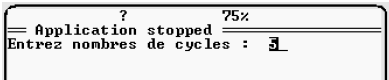 ? 75%
Application stopped
Entrez nombres de cycles : 5